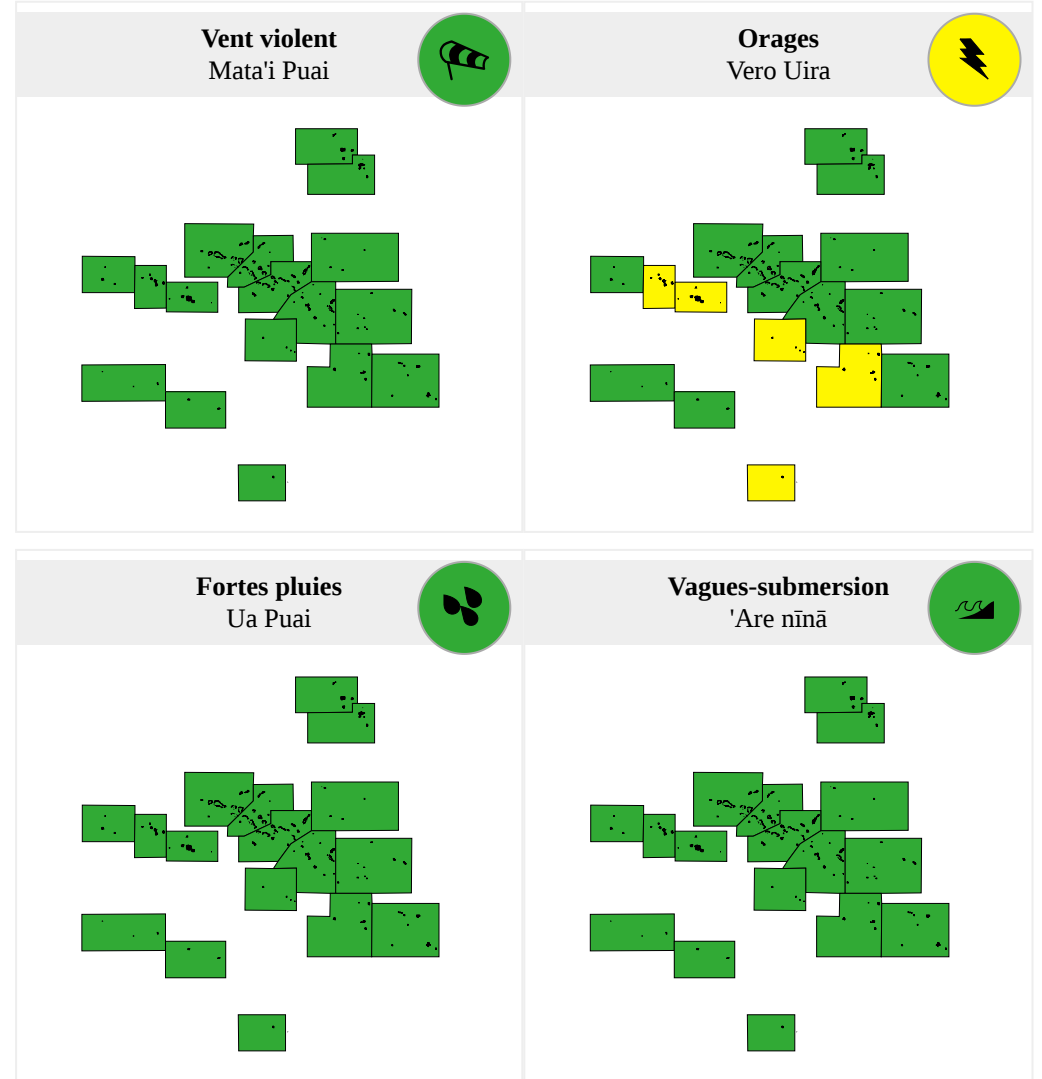 Vent violent
Mata'i Puai
Orages
Vero Uira
Fortes pluies
Ua Puai
Vagues-submersion
'Are nīnā